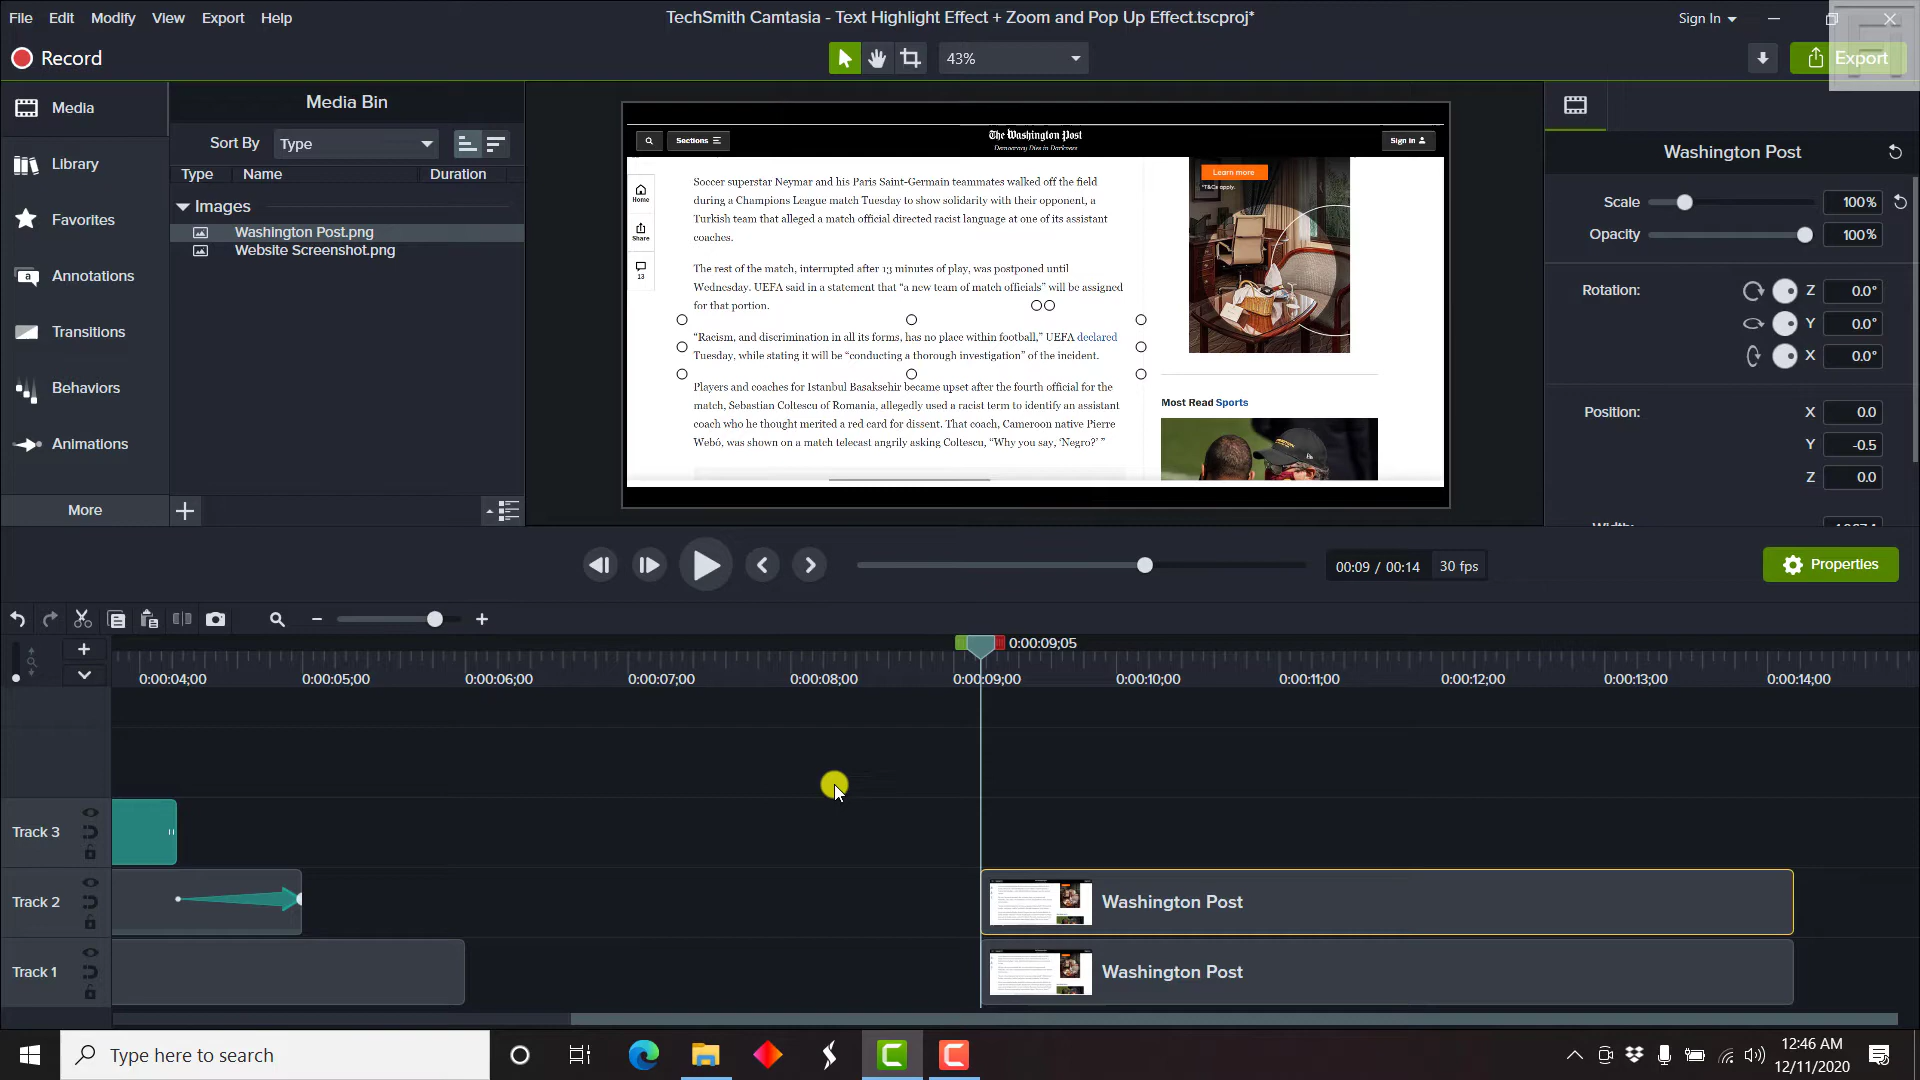 File Edit Modify View Export Help
TechSmith Camtasia - Text Highlight Effect + Zoom and Pop Up Effect.tscproj*
Sign In
Record
43%
Export
Media
Library
Favorites
Annotations
Transitions
Behaviors
Animations
More
Media Bin
Sort By Type
Type Name Duration
Images
Washington Post.png
Website Screenshot.png
Sections
The Washington Post
Democracy Dies in Darkness
Sign in
Home
Share
13
Soccer superstar Neymar and his Paris Saint-Germain teammates walked off the field
during a Champions League match Tuesday to show solidarity with their opponent, a
Turkish team that alleged a match official directed racist language at one of its assistant
coaches.
The rest of the match, interrupted after 13 minutes of play, was postponed until
Wednesday. UEFA said in a statement that “a new team of match officials” will be assigned
for that portion.
“Racism, and discrimination in all its forms, has no place within football,” UEFA declared
Tuesday, while stating it will be “conducting a thorough investigation” of the incident.
Players and coaches for Istanbul Basaksehir became upset after the fourth official for the
match, Sebastian Coltescu of Romania, allegedly used a racist term to identify an assistant
coach who he thought merited a red card for dissent. That coach, Cameroon native Pierre
Webó, was shown on a match telecast angrily asking Coltescu, “Why you say, ‘Negro?’ ”
Learn more
*T&Cs apply.
Most Read Sports
Washington Post
Scale 100%
Opacity 100%
Rotation: Z 0.0°
Y 0.0°
X 0.0°
Position: X 0.0
Y -0.5
Z 0.0
00:09 / 00:14 30 fps
Properties
0:00:09;05
0:00:04;00 0:00:05;00 0:00:06;00 0:00:07;00 0:00:08;00 0:00:09;00 0:00:10;00 0:00:11;00 0:00:12;00 0:00:13;00 0:00:14;00
Track 3
Track 2
Washington Post
Track 1
Washington Post
Type here to search
12:46 AM
12/11/2020